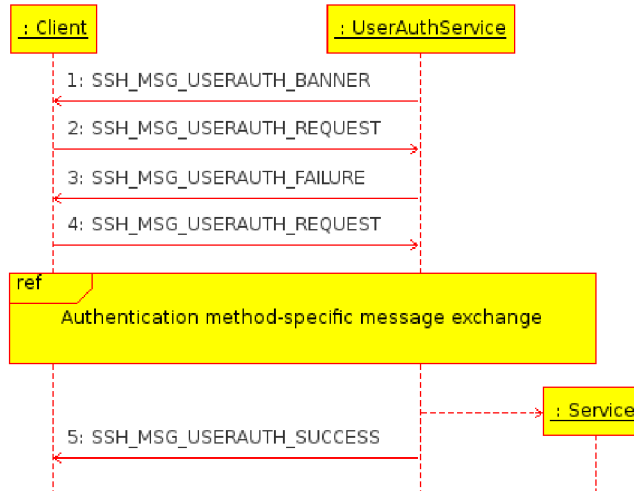 : Client
: UserAuthService
1: SSH_MSG_USERAUTH_BANNER
2: SSH_MSG_USERAUTH_REQUEST
3: SSH_MSG_USERAUTH_FAILURE
4: SSH_MSG_USERAUTH_REQUEST
ref
Authentication method-specific message exchange
: Service
5: SSH_MSG_USERAUTH_SUCCESS